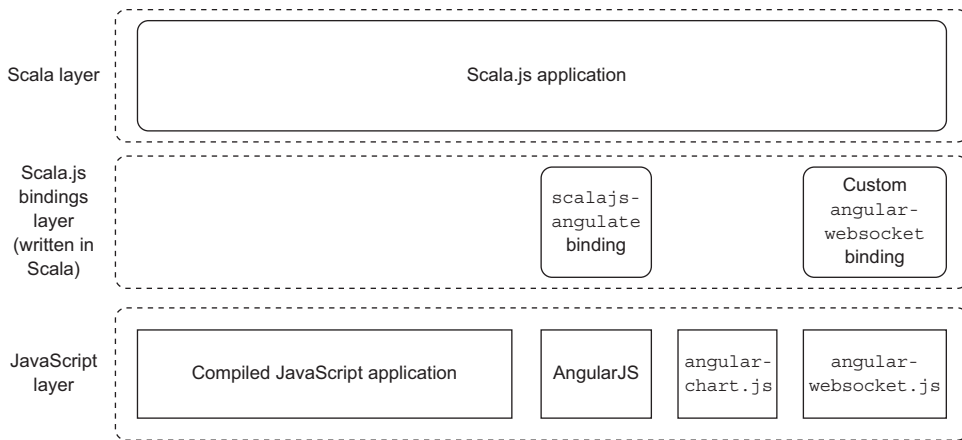 Scala layer
Scala.js application
Scala.js
bindings
layer
(written in
Scala)
scalajs-
angulate
binding
Custom
angular-
websocket
binding
JavaScript
layer
Compiled JavaScript application
AngularJS
angular-
chart.js
angular-
websocket.js